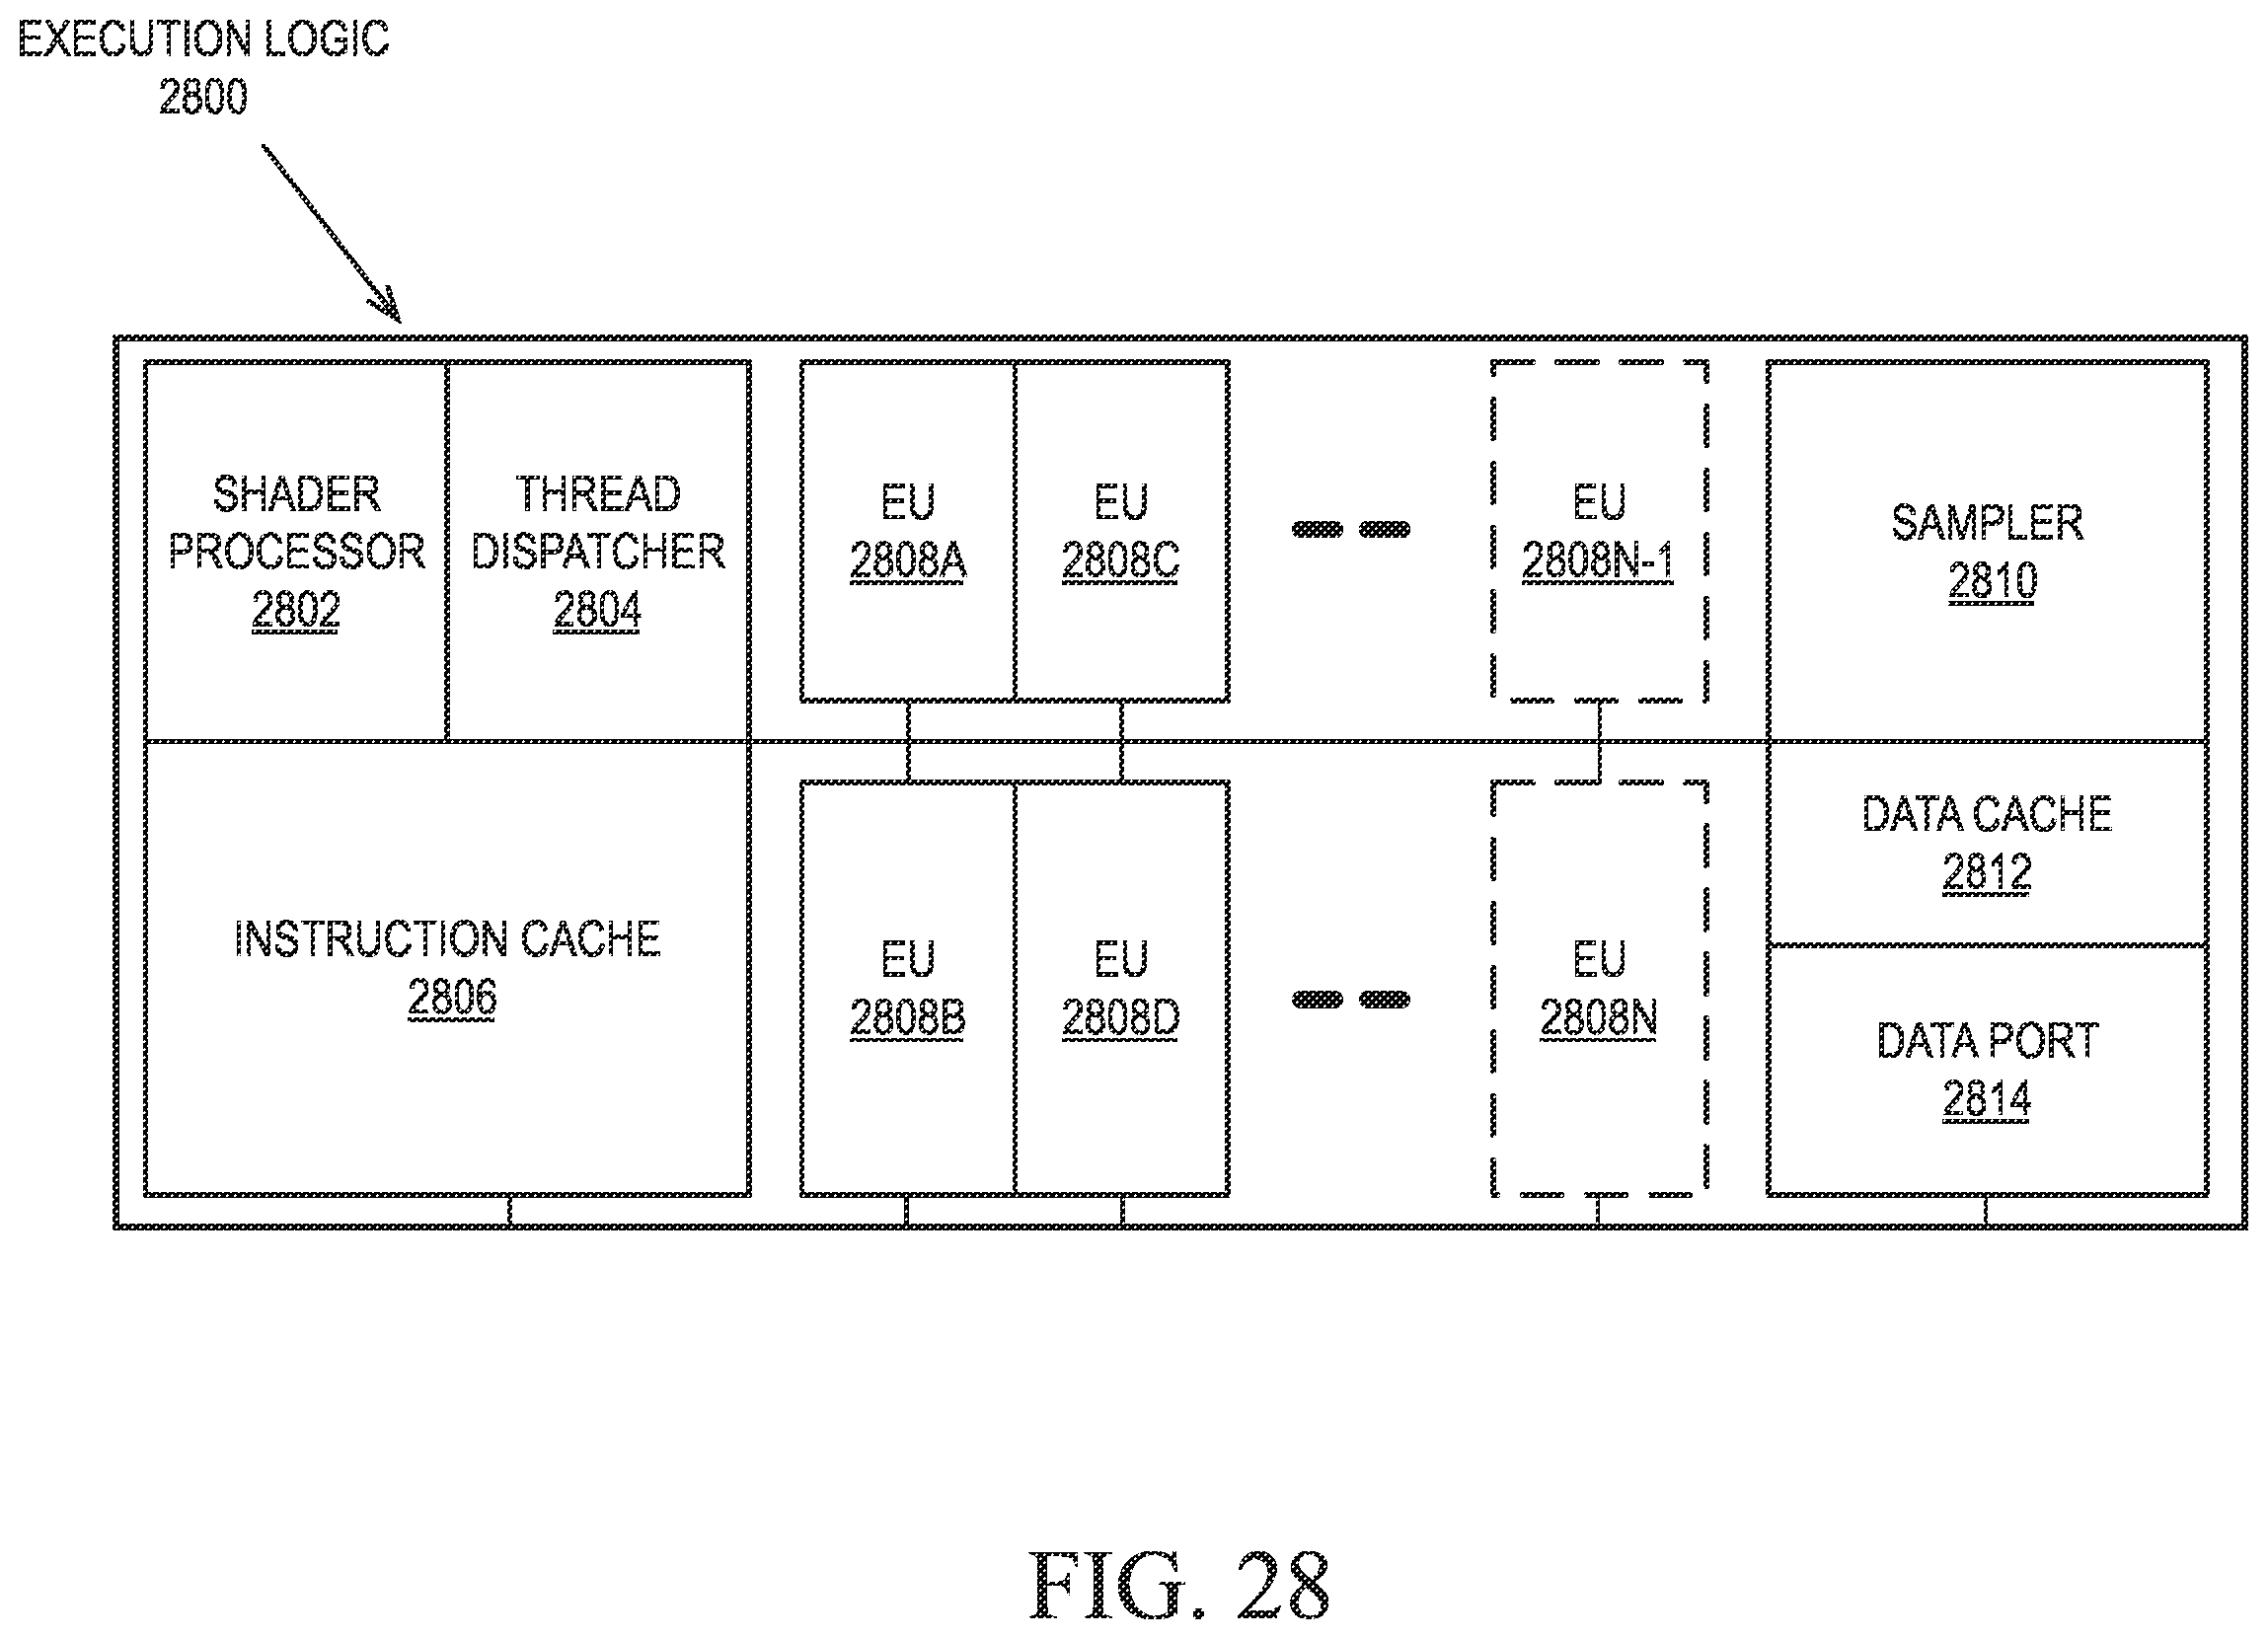 EXECUTION LOGIC
2800
SHADER
PROCESSOR
2802
THREAD
DISPATCHER
2804
EU
2808A
EU
2808C
EU
2808N-1
SAMPLER
2810
INSTRUCTION CACHE
2806
EU
2808B
EU
2808D
EU
2808N
DATA CACHE
2812
DATA PORT
2814
FIG. 28